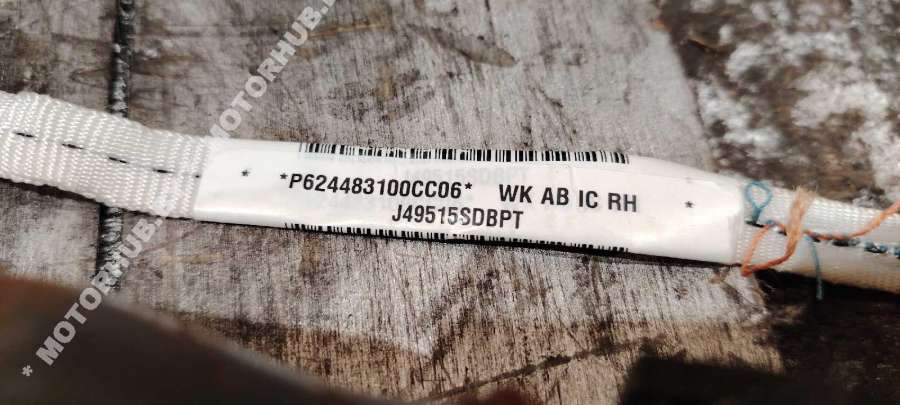 *P624483100CC06* WK AB IC RH
J49515SDBPT
* MOTORHUB.
* MOTORHUB.